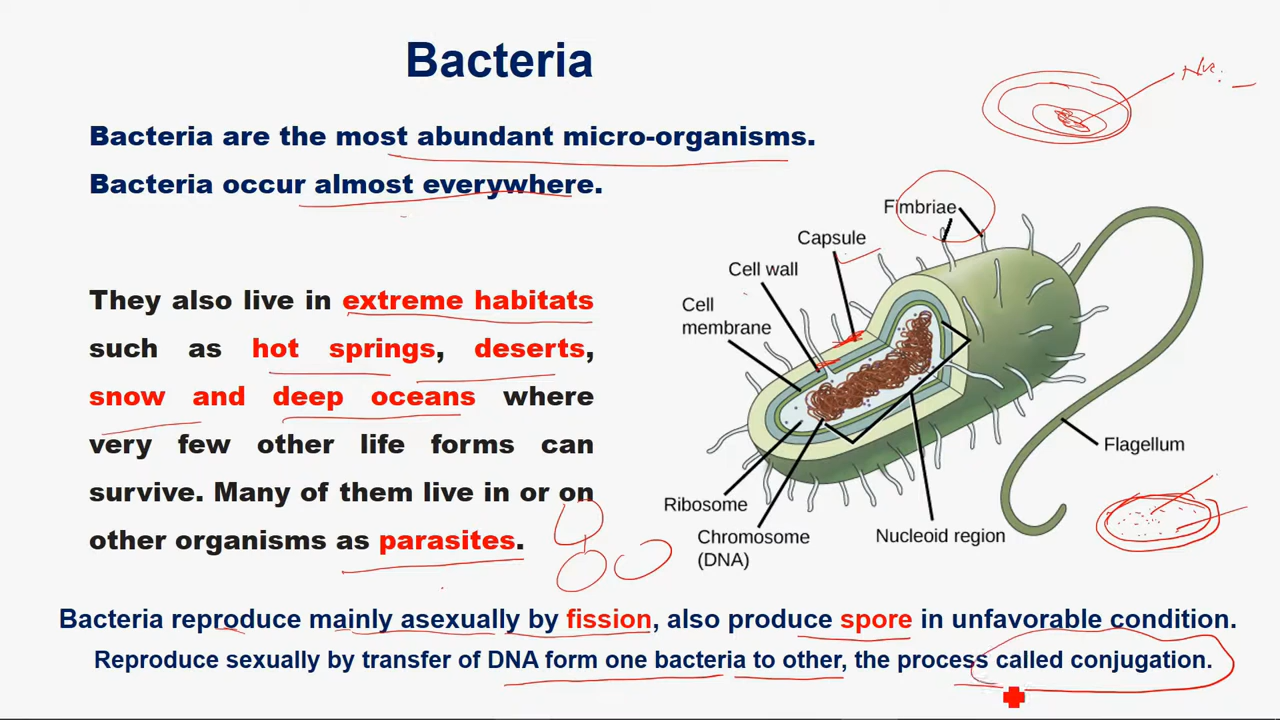 Bacteria
Bacteria are the most abundant micro-organisms.
Bacteria occur almost everywhere.
They also live in extreme habitats
such as hot springs, deserts,
snow and deep oceans where
very few other life forms can
survive. Many of them live in or on
other organisms as parasites.
Fimbriae
Capsule
Cell wall
Cell
membrane
Flagellum
Ribosome
Chromosome
(DNA)
Nucleoid region
Bacteria reproduce mainly asexually by fission, also produce spore in unfavorable condition.
Reproduce sexually by transfer of DNA form one bacteria to other, the process called conjugation.